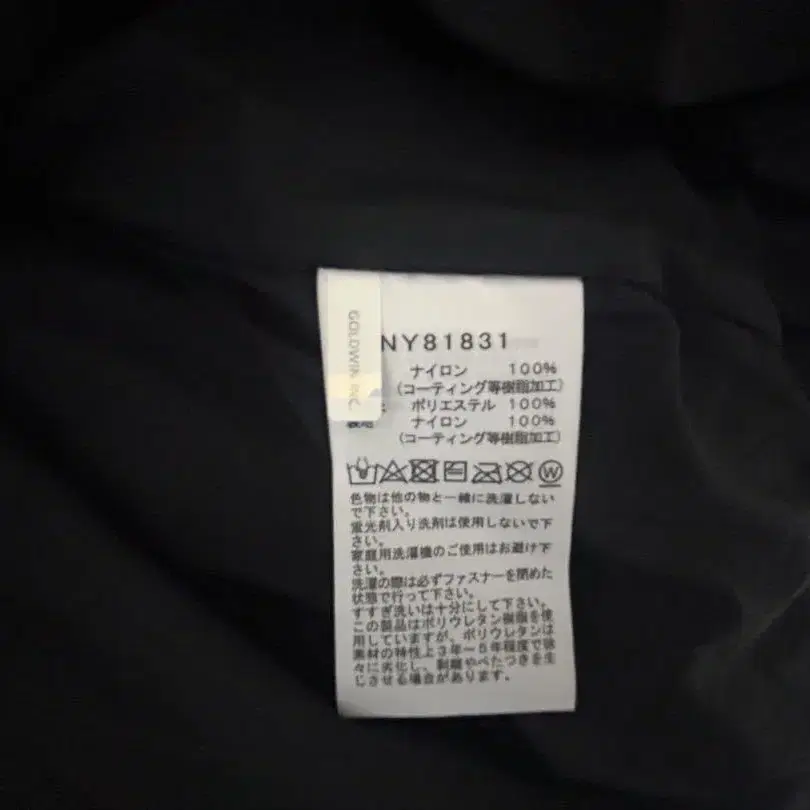 GOLDWIN INC.
NY81831
ナイロン 100%
(コーティング等樹脂加工)
ポリエステル 100%
ナイロン 100%
(コーティング等樹脂加工)
W
色物は他の物と一緒に洗濯しない
で下さい。
蛍光剤入り洗剤は使用しないで下
さい。
家庭用洗濯機のご使用はお避け下
さい。
洗濯の際は必ずファスナーを閉めた
状態で行って下さい。
すすぎ洗いは十分にして下さい。
この製品はポリウレタン樹脂を使
用していますが、ポリウレタンは
素材の特性上3年〜5年程度で徐
々に劣化し、剥離やべたつきを生
じさせる場合があります。